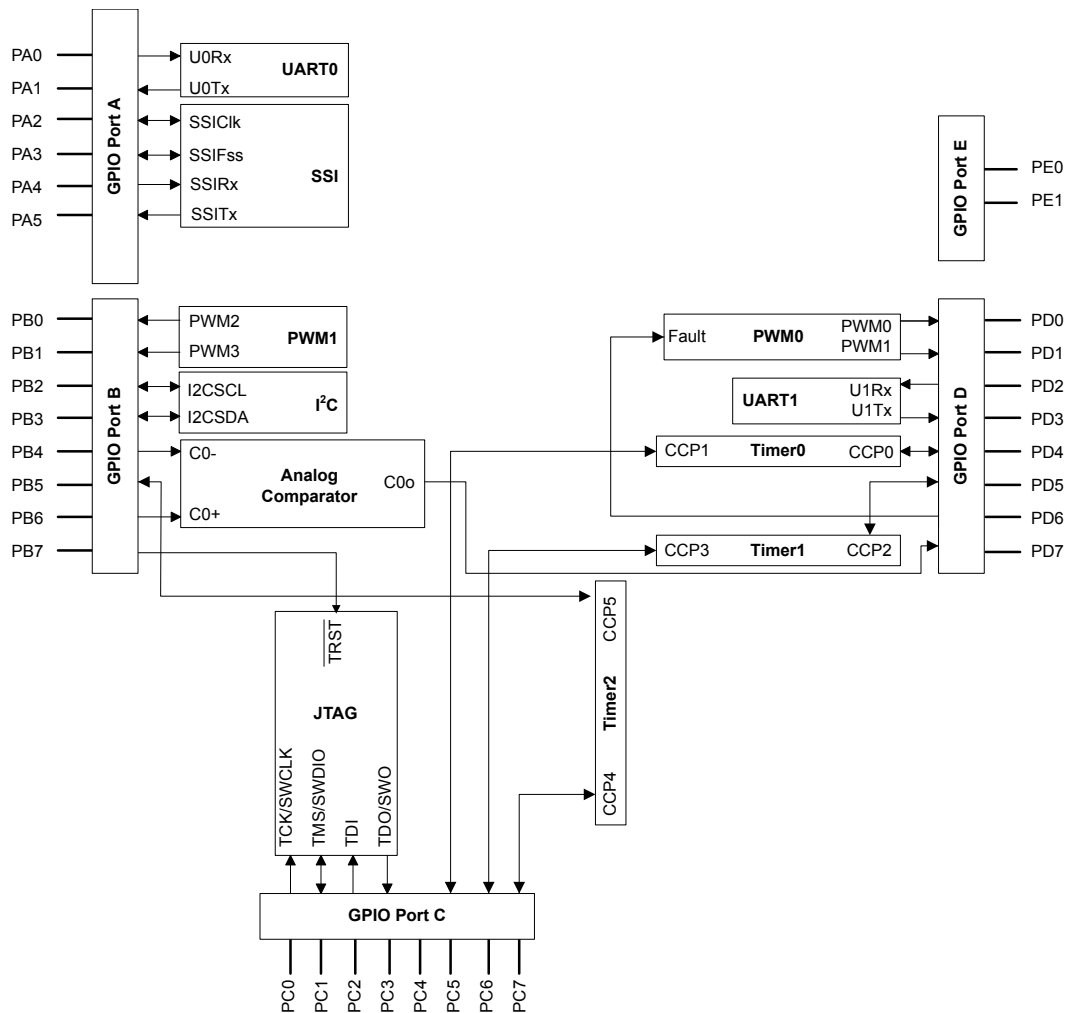 PA0
PA1
PA2
PA3
PA4
PA5
GPIO Port A
U0Rx
U0Tx
UART0
SSIClk
SSIFss
SSIRx
SSITx
SSI
GPIO Port E
PE0
PE1
PB0
PB1
PB2
PB3
PB4
PB5
PB6
PB7
GPIO Port B
PWM2
PWM3
PWM1
I2CSCL
I2CSDA
I²C
C0-
C0+
Analog
Comparator
C0o
Fault
PWM0
PWM0
PWM1
UART1
U1Rx
U1Tx
CCP1
Timer0
CCP0
CCP3
Timer1
CCP2
GPIO Port D
PD0
PD1
PD2
PD3
PD4
PD5
PD6
PD7
CCP5
Timer2
CCP4
TRST
JTAG
TCK/SWCLK
TMS/SWDIO
TDI
TDO/SWO
GPIO Port C
PC0
PC1
PC2
PC3
PC4
PC5
PC6
PC7